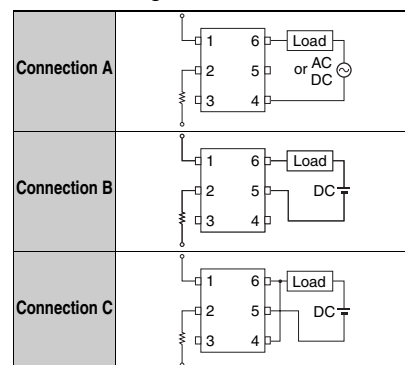 Connection A
1 6 Load
2 5 or AC
DC
3 4
Connection B
1 6 Load
2 5 DC
3 4
Connection C
1 6 Load
2 5 DC
3 4